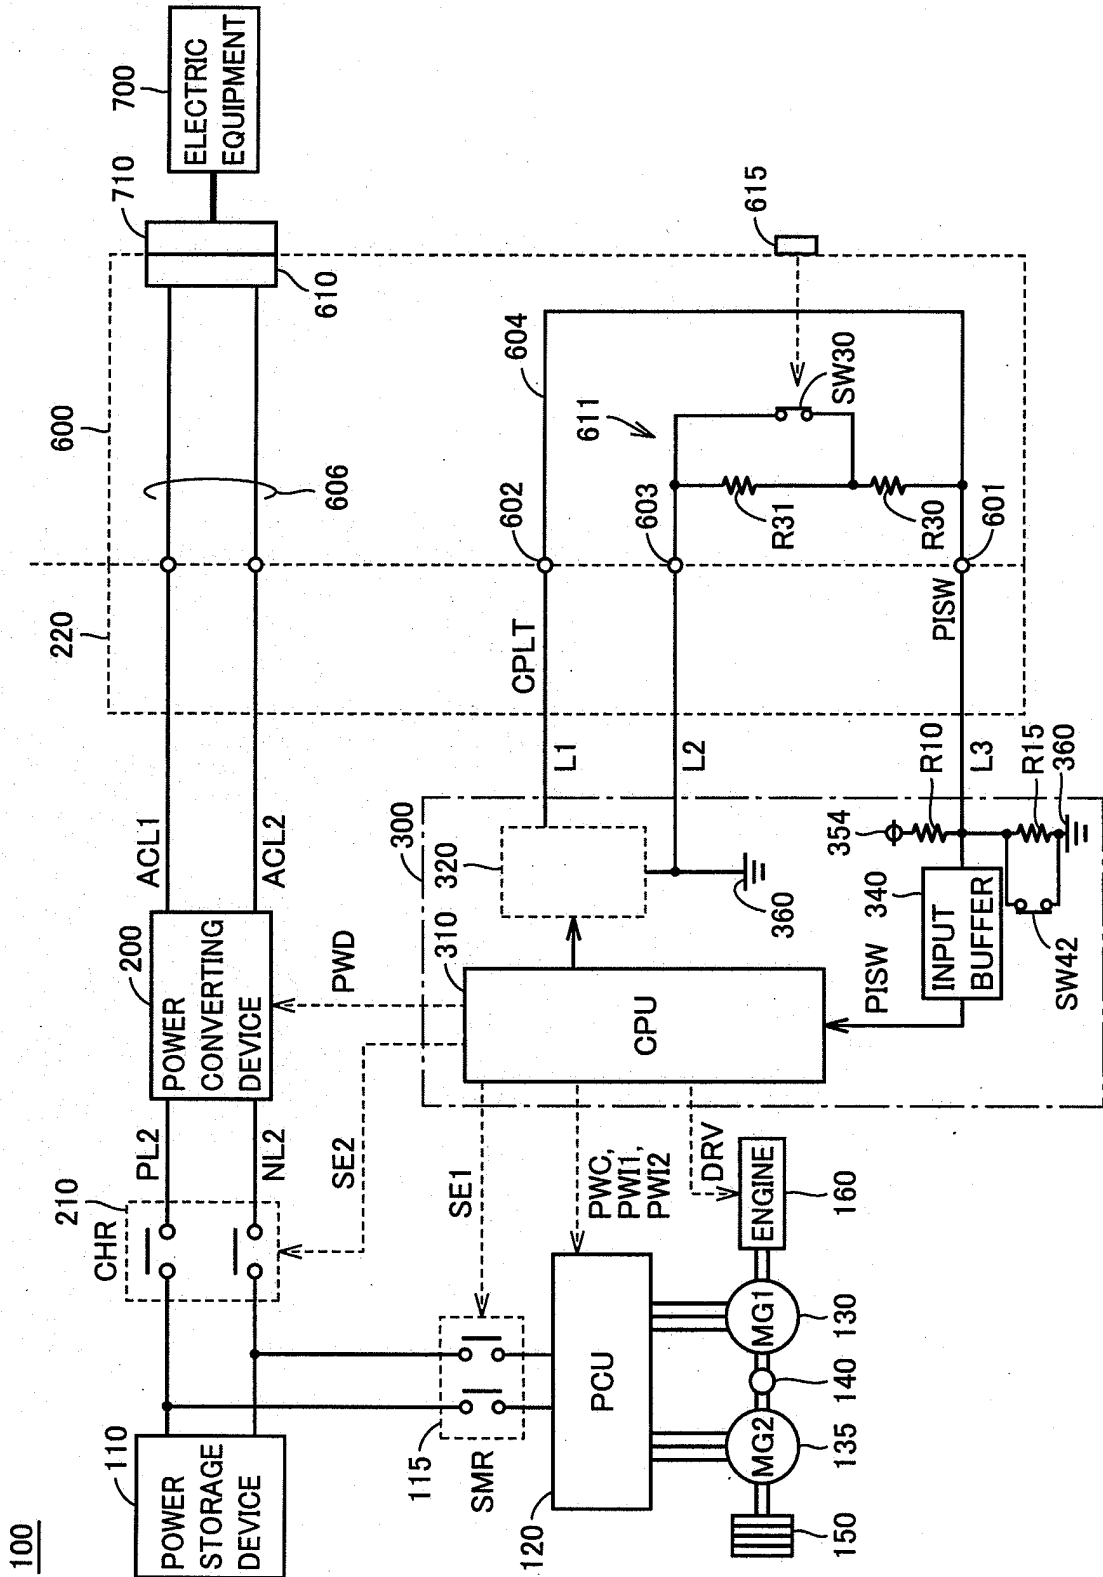 100
110
POWER
STORAGE
DEVICE
210
CHR
PL2
NL2
200
POWER
CONVERTING
DEVICE
ACL1
ACL2
220
600
606
610
710
700
ELECTRIC
EQUIPMENT
115
SMR
SE1
SE2
PWD
300
310
CPU
320
360
L1
CPLT
602
604
L2
603
611
R31
R30
SW30
615
601
PISW
L3
354
R10
R15
360
340
INPUT
BUFFER
SW42
PISW
120
PCU
PWC,
PWI1,
PWI2
DRV
ENGINE
160
MG1
130
140
MG2
135
150